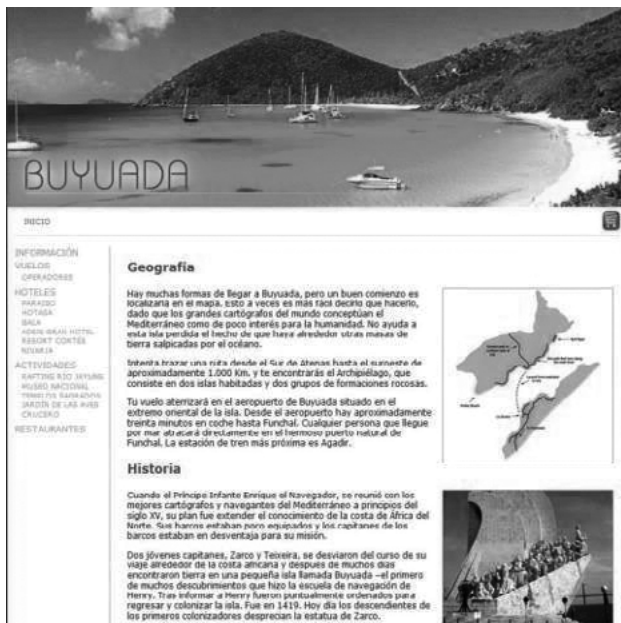 BUYUADA
INICIO
INFORMACIÓN
VUELOS
OPERADORES
HOTELES
PARAISO
HOTASA
GALA
GRAN HOTEL
RESORT CORTÉS
ACTIVIDADES
RAFTING RIO
MUSEO NACIONAL
TEMPLOS SAGRADOS
JARDÍN DE LAS AVES
CRUCERO
RESTAURANTES
Geografía
Hay muchas formas de llegar a Buyuada, pero un buen comienzo es
localizarla en el mapa. Esto a veces es más fácil decirlo que hacerlo,
dado que los grandes cartógrafos del mundo conceptúan el
Mediterráneo como de poco interés para la humanidad. No ayuda a
esta isla perdida el hecho de que haya alrededor otras masas de
tierra salpicadas por el océano.
Intenta trazar una ruta desde el Sur de Atenas hasta el suroeste de
aproximadamente 1.000 Km. y te encontrarás el Archipiélago, que
consiste en dos islas habitadas y dos grupos de formaciones rocosas.
Tu vuelo aterrizará en el aeropuerto de Buyuada situado en el
extremo oriental de la isla. Desde el aeropuerto hay aproximadamente
treinta minutos en coche hasta Funchal. Cualquier persona que llegue
por mar atracará directamente en el hermoso puerto natural de
Funchal. La estación de tren más próxima es Agadir.
Historia
Cuando el Príncipe Infante Enrique el Navegador, se reunió con los
mejores cartógrafos y navegantes del Mediterráneo a principios del
siglo XV, su plan fue extender el conocimiento de la costa de África del
Norte. Sus barcos estaban poco equipados y los capitanes de los
barcos estaban en desventaja para su misión.
Dos jóvenes capitanes, Zarco y Teixeira, se desviaron del curso de su
viaje alrededor de la costa africana y después de muchos días
encontraron tierra en una pequeña isla llamada Buyuada —el primero
de muchos descubrimientos que hizo la escuela de navegación de
Henry. Tras informar a Henry fueron puntualmente ordenados para
regresar y colonizar la isla. Fue en 1419. Hoy día los descendientes de
los primeros colonizadores desprecian la estatua de Zarco.